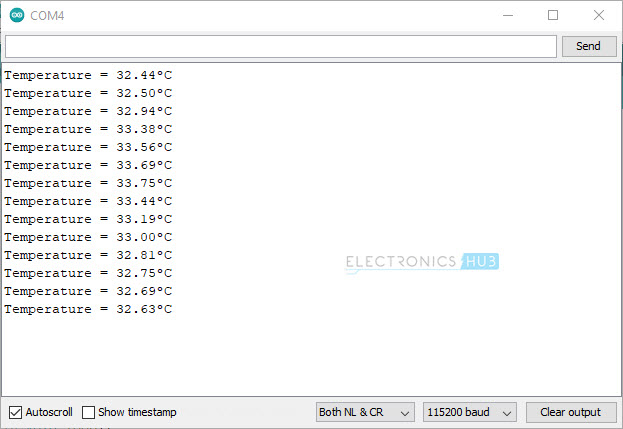 COM4
Send
Temperature = 32.44°C
Temperature = 32.50°C
Temperature = 32.94°C
Temperature = 33.38°C
Temperature = 33.56°C
Temperature = 33.69°C
Temperature = 33.75°C
Temperature = 33.44°C
Temperature = 33.19°C
Temperature = 33.00°C
Temperature = 32.81°C
Temperature = 32.75°C
Temperature = 32.69°C
Temperature = 32.63°C
ELECTRONICS HU3
Autoscroll Show timestamp Both NL & CR 115200 baud Clear output